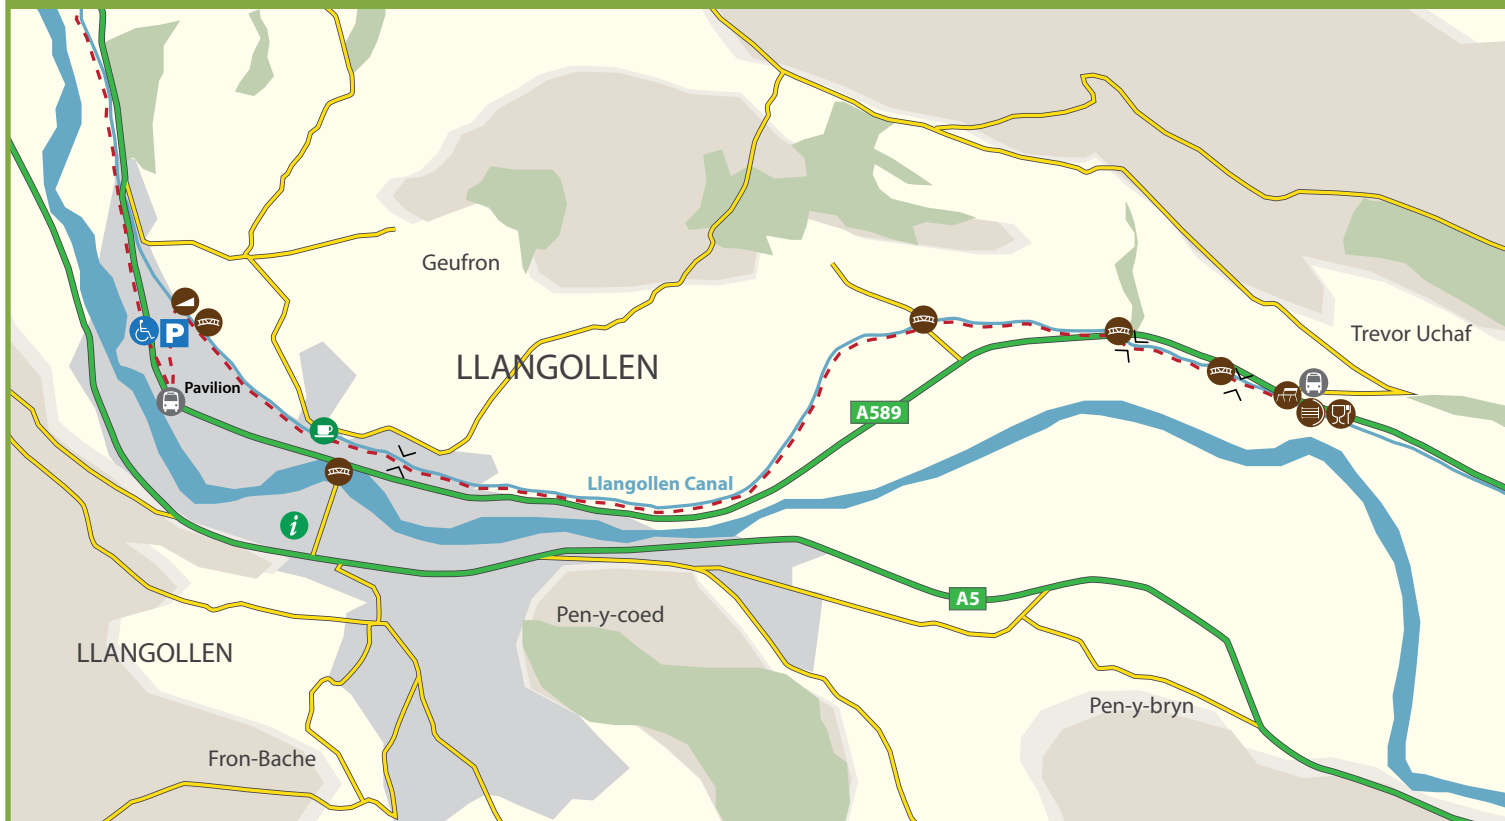 Geufron
Trevor Uchaf
P
LLANGOLLEN
Pavilion
A589
Llangollen Canal
i
A5
Pen-y-coed
LLANGOLLEN
Pen-y-bryn
Fron-Bache